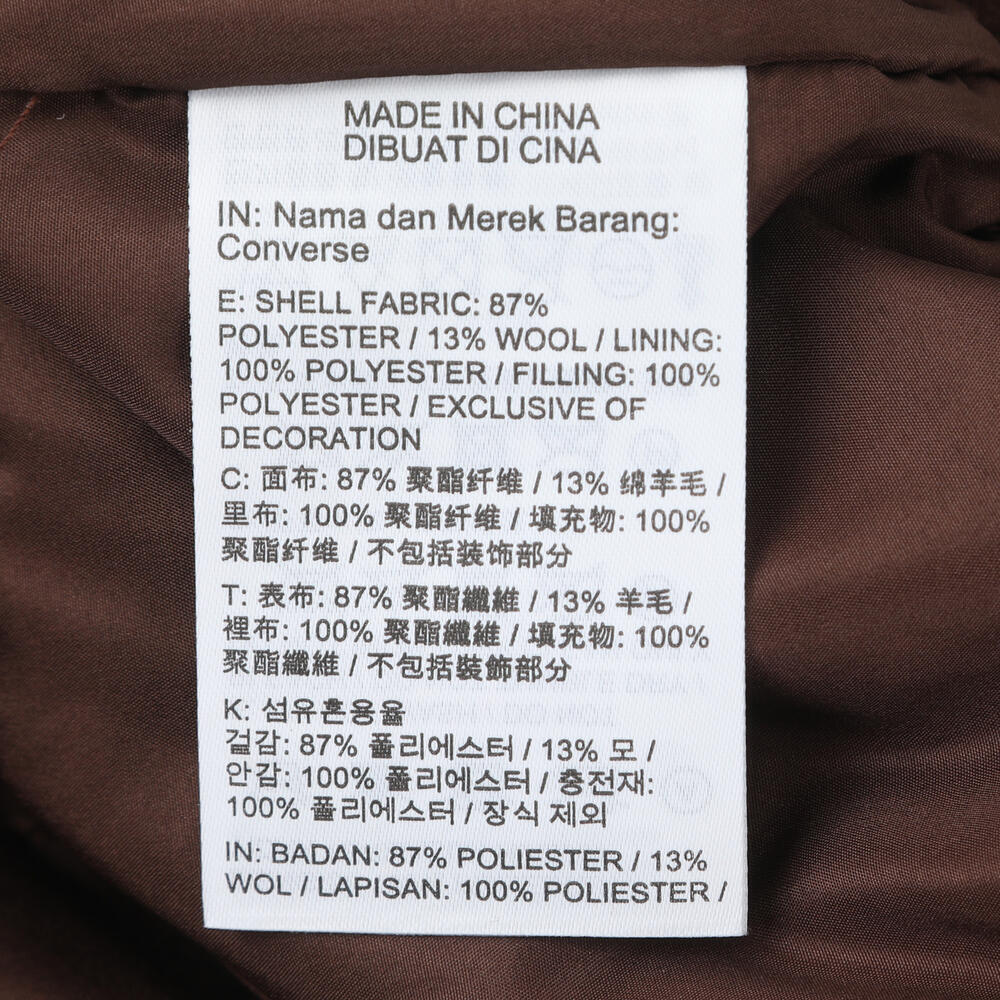 MADE IN CHINA
DIBUAT DI CINA
IN: Nama dan Merek Barang:
Converse
E: SHELL FABRIC: 87%
POLYESTER / 13% WOOL / LINING:
100% POLYESTER / FILLING: 100%
POLYESTER / EXCLUSIVE OF
DECORATION
C: 面布: 87% 聚酯纤维 / 13% 绵羊毛 /
里布: 100% 聚酯纤维 / 填充物: 100%
聚酯纤维 / 不包括装饰部分
T: 表布: 87% 聚酯纖維 / 13% 羊毛 /
裡布: 100% 聚酯纖維 / 填充物: 100%
聚酯纖維 / 不包括裝飾部分
K: 섬유혼용율
겉감: 87% 폴리에스터 / 13% 모 /
안감: 100% 폴리에스터 / 충전재:
100% 폴리에스터 / 장식 제외
IN: BADAN: 87% POLIESTER / 13%
WOL / LAPISAN: 100% POLIESTER /